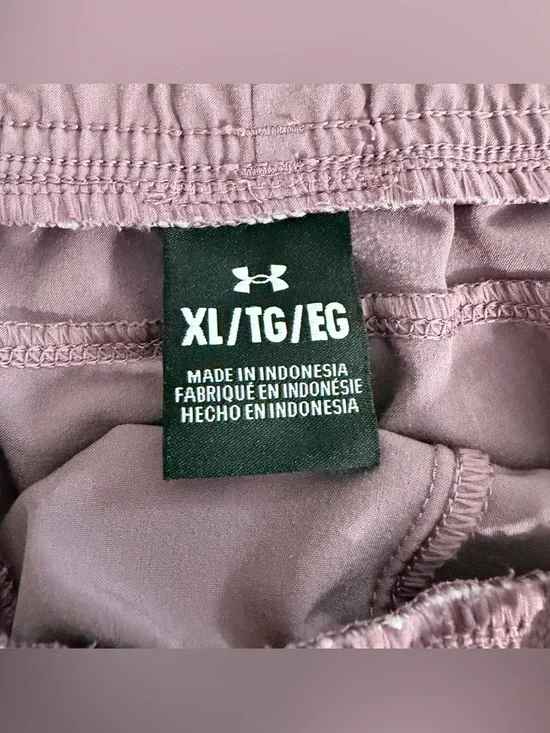 XL/TG/EG
MADE IN INDONESIA
FABRIQUÉ EN INDONÉSIE
HECHO EN INDONESIA